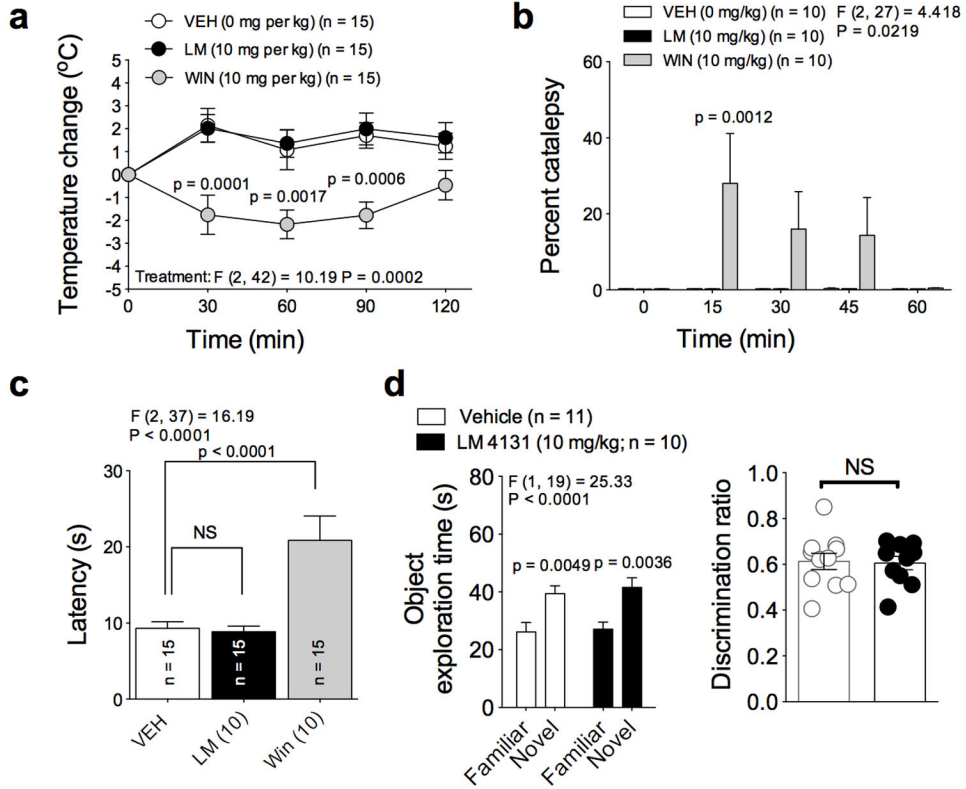 a
VEH (0 mg per kg) (n = 15)
LM (10 mg per kg) (n = 15)
WIN (10 mg per kg) (n = 15)
Temperature change (ºC)
5
4
3
2
1
0
-1
-2
-3
-4
-5
p = 0.0001
p = 0.0017
p = 0.0006
Treatment: F (2, 42) = 10.19 P = 0.0002
0 30 60 90 120
Time (min)
b
VEH (0 mg/kg) (n = 10)
LM (10 mg/kg) (n = 10)
WIN (10 mg/kg) (n = 10)
F (2, 27) = 4.418
P = 0.0219
Percent catalepsy
60
40
20
0
p = 0.0012
0 15 30 45 60
Time (min)
c
F (2, 37) = 16.19
P < 0.0001
p < 0.0001
NS
Latency (s)
30
20
10
0
n = 15
n = 15
n = 15
VEH
LM (10)
Win (10)
d
Vehicle (n = 11)
LM 4131 (10 mg/kg; n = 10)
F (1, 19) = 25.33
P < 0.0001
p = 0.0049 p = 0.0036
Object
exploration time (s)
80
60
40
20
0
Familiar
Novel
Familiar
Novel
NS
Discrimination ratio
1.0
0.8
0.6
0.4
0.2
0.0